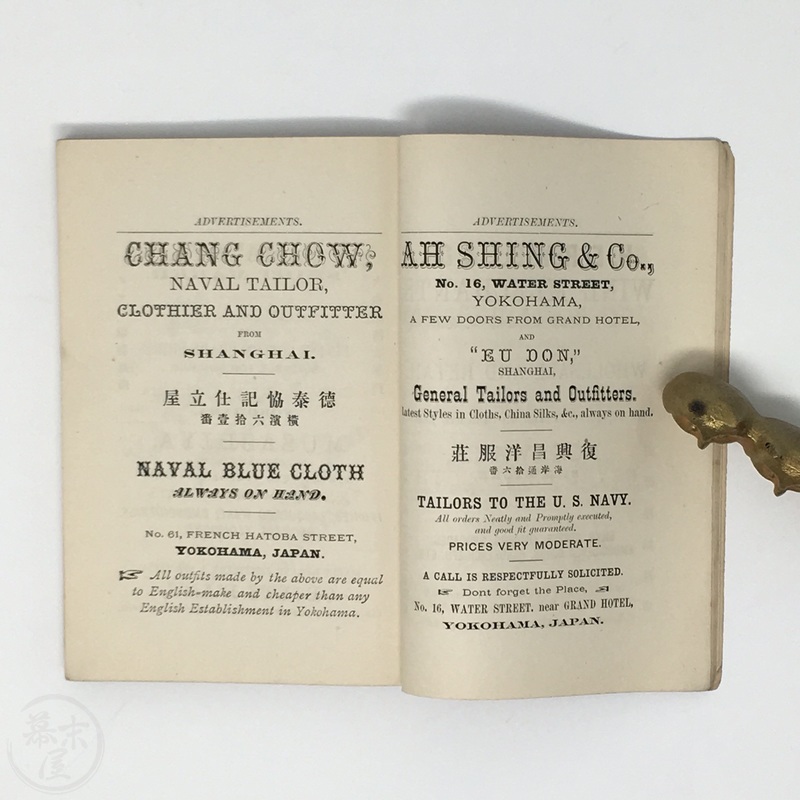 ADVERTISEMENTS.
CHANG CHOW,
NAVAL TAILOR,
CLOTHIER AND OUTFITTER
FROM
SHANGHAI.
屋立仕記恊泰德
番壹拾六濱橫
NAVAL BLUE CLOTH
ALWAYS ON HAND.
No. 61, FRENCH HATOBA STREET,
YOKOHAMA, JAPAN.
☞ All outfits made by the above are equal
to English-make and cheaper than any
English Establishment in Yokohama.
ADVERTISEMENTS.
AH SHING & Co.,
No. 16, WATER STREET,
YOKOHAMA,
A FEW DOORS FROM GRAND HOTEL,
AND
"EU DON,"
SHANGHAI,
General Tailors and Outfitters.
Latest Styles in Cloths, China Silks, &c., always on hand.
莊服洋昌興復
番六拾通岸海
TAILORS TO THE U. S. NAVY.
All orders Neatly and Promptly executed,
and good fit guaranteed.
PRICES VERY MODERATE.
A CALL IS RESPECTFULLY SOLICITED.
☞ Dont forget the Place, ☜
No. 16, WATER STREET. near GRAND HOTEL,
YOKOHAMA, JAPAN.
幕末屋